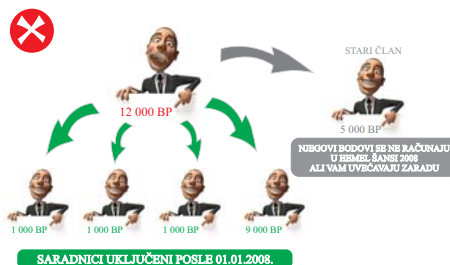 STARI ČLAN
12 000 BP
5 000 BP
NJEGOVI BODOVI SE NE RAČUNAJU
U HEMEL ŠANSI 2008
ALI VAM UVEĆAVAJU ZARADU
1 000 BP 1 000 BP 1 000 BP 9 000 BP
SARADNICI UKLJUČENI POSLE 01.01.2008.